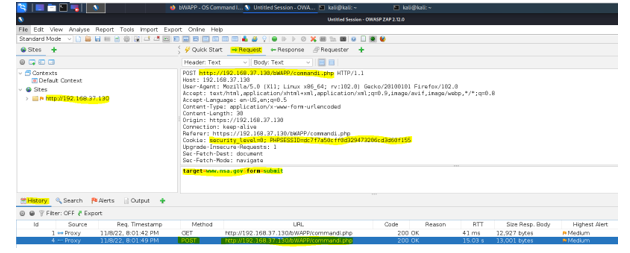 bWAPP - OS Command I...
Untitled Session - OWA...
kali@kali: ~
kali@kali: ~
Untitled Session - OWASP ZAP 2.12.0
File Edit View Analyse Report Tools Import Export Online Help
Standard Mode
Sites
Quick Start Request Response Requester
Header: Text Body: Text
Contexts
Default Context
Sites
http://192.168.37.130
POST http://192.168.37.130/bWAPP/commandi.php HTTP/1.1
Host: 192.168.37.130
User-Agent: Mozilla/5.0 (X11; Linux x86_64; rv:102.0) Gecko/20100101 Firefox/102.0
Accept: text/html,application/xhtml+xml,application/xml;q=0.9,image/avif,image/webp,*/*;q=0.8
Accept-Language: en-US,en;q=0.5
Content-Type: application/x-www-form-urlencoded
Content-Length: 30
Origin: https://192.168.37.130
Connection: keep-alive
Referer: https://192.168.37.130/bWAPP/commandi.php
Cookie: security_level=0;
Upgrade-Insecure-Requests: 1
Sec-Fetch-Dest: document
Sec-Fetch-Mode: navigate
target=www.nsa.gov&form=submit
History Search Alerts Output
Filter: OFF Export
Id Source Req. Timestamp Method URL Code Reason RTT Size Resp. Body Highest Alert
1 Proxy 11/8/22, 8:01:42 PM GET http://192.168.37.130/bWAPP/commandi.php 200 OK 41 ms 12,927 bytes Medium
4 Proxy 11/8/22, 8:01:49 PM POST http://192.168.37.130/bWAPP/commandi.php 200 OK 15.03 s 13,001 bytes Medium